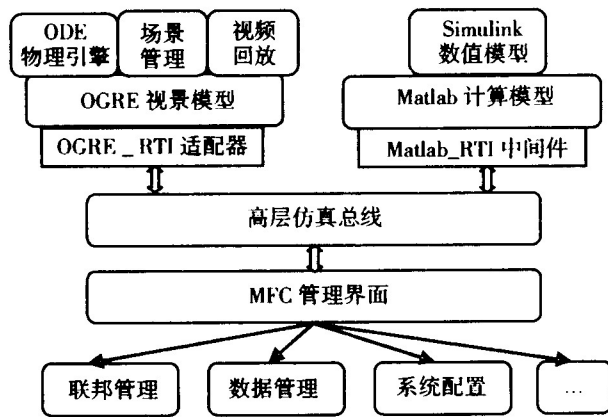 ODE
物理引擎
场景
管理
视频
回放
Simulink
数值模型
OGRE 视景模型
Matlab 计算模型
OGRE _ RTI 适配器
Matlab_RTI 中间件
高层仿真总线
MFC 管理界面
联邦管理
数据管理
系统配置
…